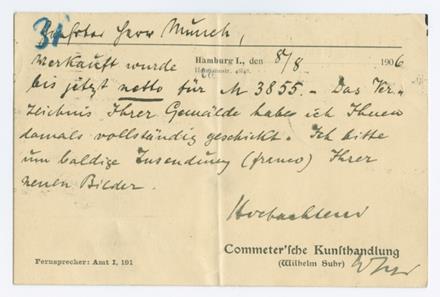 31
Geehrter Herr Munch,
Hamburg I., den 8/8 1906
Hermannstr.
Verkauft wurde
bis jetzt netto für M 3855.- Das Ver-
zeichnis Ihrer Gemälde habe ich Ihnen
damals vollständig geschickt. Ich bitte
um baldige Zusendung (franco) Ihrer
neuen Bilder.
Hochachtend
Commeter'sche Kunsthandlung
(Wilhelm Suhr)
Fernsprecher: Amt I, 191